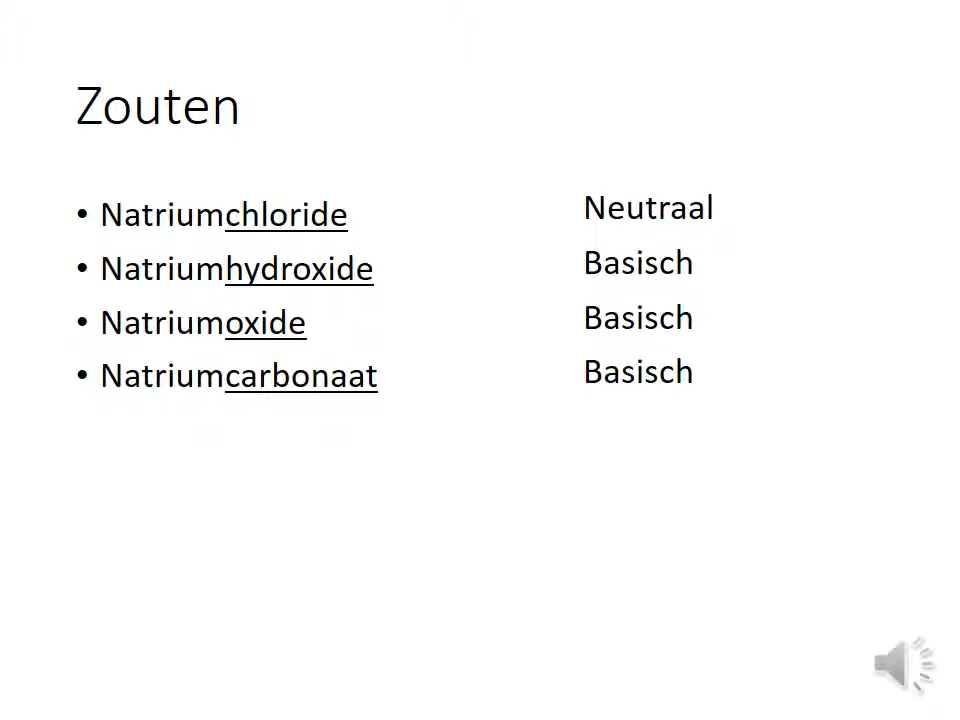 Zouten
• Natriumchloride Neutraal
• Natriumhydroxide Basisch
• Natriumoxide Basisch
• Natriumcarbonaat Basisch